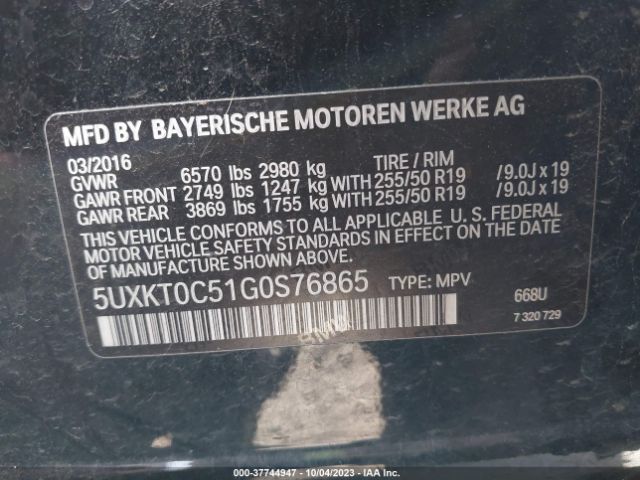 MFD BY BAYERISCHE MOTOREN WERKE AG
03/2016
GVWR 6570 lbs 2980 kg TIRE / RIM
GAWR FRONT 2749 lbs 1247 kg WITH 255/50 R19 /9.0J x 19
GAWR REAR 3869 lbs 1755 kg WITH 255/50 R19 /9.0J x 19
THIS VEHICLE CONFORMS TO ALL APPLICABLE U. S. FEDERAL
MOTOR VEHICLE SAFETY STANDARDS IN EFFECT ON THE
DATE OF MANUFACTURE SHOWN ABOVE.
5UXKT0C51G0S76865 TYPE: MPV
668U
7 320 729
000-37744947 - 10/04/2023 - IAA Inc.